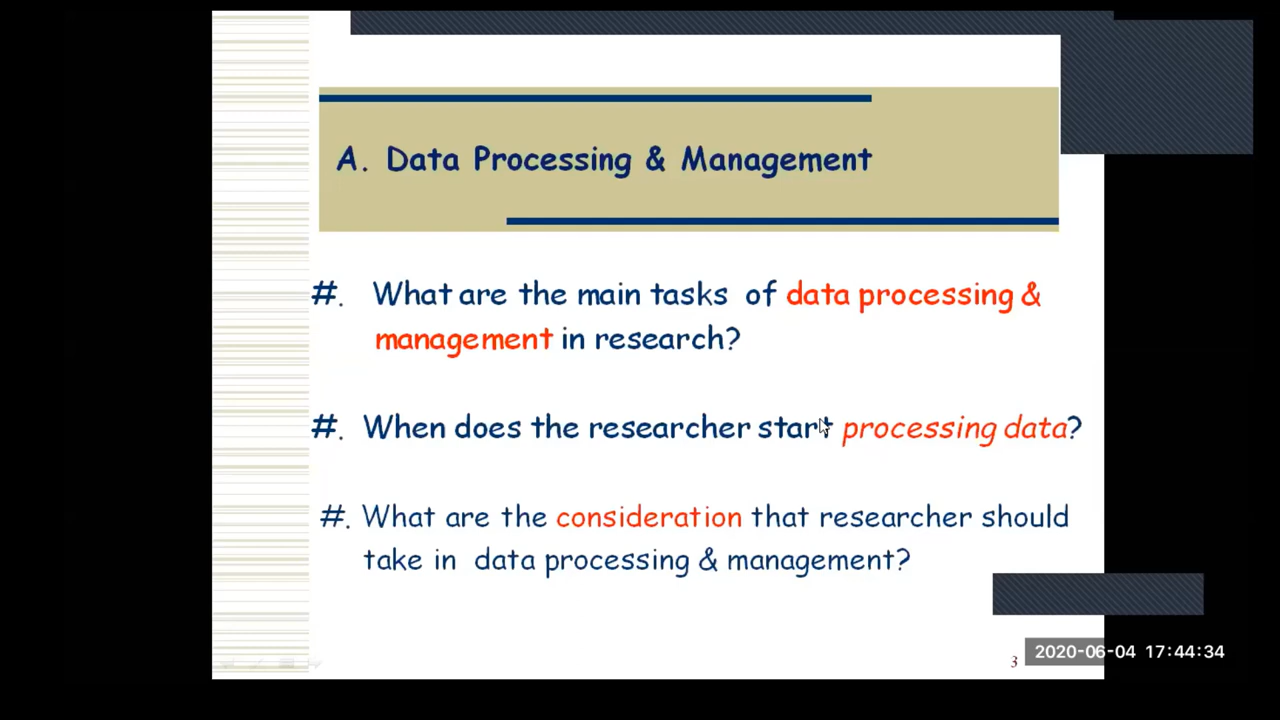 A. Data Processing & Management
#. What are the main tasks of data processing &
management in research?
#. When does the researcher start processing data?
#. What are the consideration that researcher should
take in data processing & management?
3
2020-06-04 17:44:34